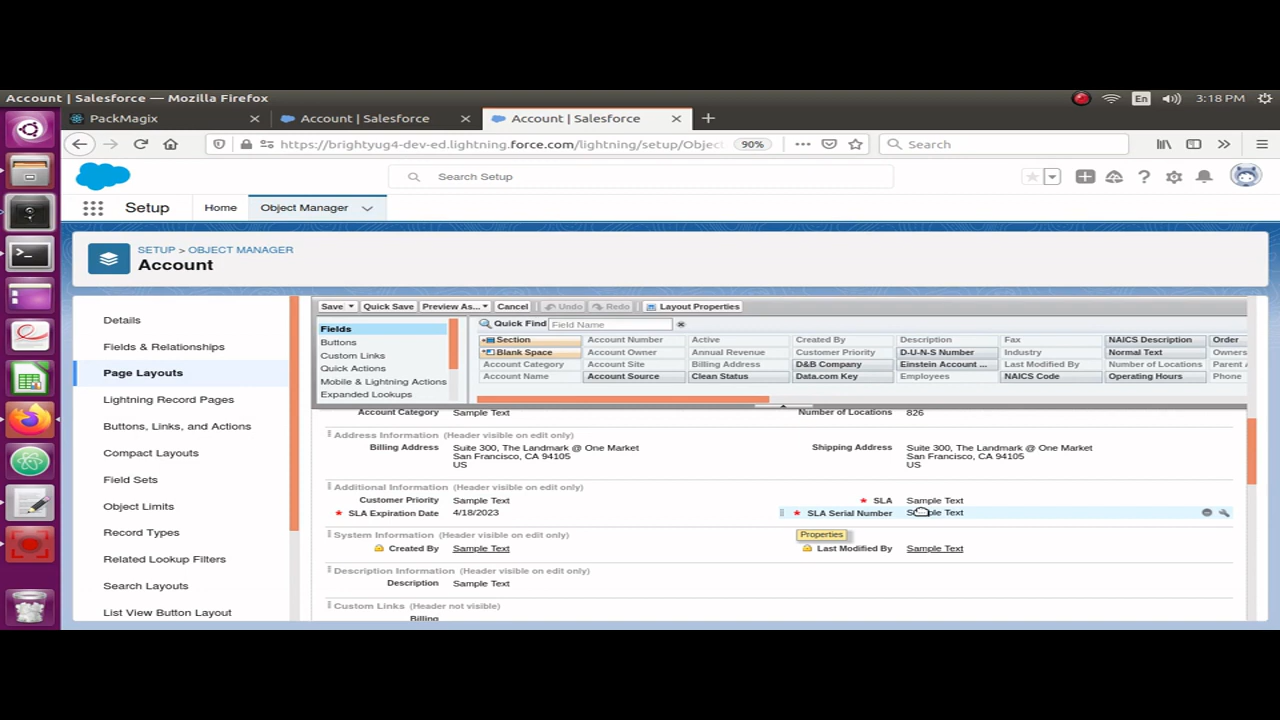 Account | Salesforce — Mozilla Firefox
En
3:18 PM
PackMagix
Account | Salesforce
Account | Salesforce
https://brightyug4-dev-ed.lightning.force.com/lightning/setup/Objec
90%
Search
Search Setup
Setup
Home
Object Manager
SETUP > OBJECT MANAGER
Account
Details
Fields & Relationships
Page Layouts
Lightning Record Pages
Buttons, Links, and Actions
Compact Layouts
Field Sets
Object Limits
Record Types
Related Lookup Filters
Search Layouts
List View Button Layout
Save Quick Save Preview As... Cancel Undo Redo Layout Properties
Fields
Buttons
Custom Links
Quick Actions
Mobile & Lightning Actions
Expanded Lookups
Quick Find Field Name
Section Account Number Active Created By Description Fax NAICS Description Order
Blank Space Account Owner Annual Revenue Customer Priority D-U-N-S Number Industry Normal Text Owners
Account Category Account Site Billing Address D&B Company Einstein Account ... Last Modified By Number of Locations Parent
Account Name Account Source Clean Status Data.com Key Employees NAICS Code Operating Hours Phone
Account Category Sample Text Number of Locations 826
Address Information (Header visible on edit only)
Billing Address Suite 300, The Landmark @ One Market
San Francisco, CA 94105
US
Shipping Address Suite 300, The Landmark @ One Market
San Francisco, CA 94105
US
Additional Information (Header visible on edit only)
Customer Priority Sample Text SLA Sample Text
SLA Expiration Date 4/18/2023 SLA Serial Number Sample Text
System Information (Header visible on edit only)
Properties
Created By Sample Text Last Modified By Sample Text
Description Information (Header visible on edit only)
Description Sample Text
Custom Links (Header not visible)
Billing